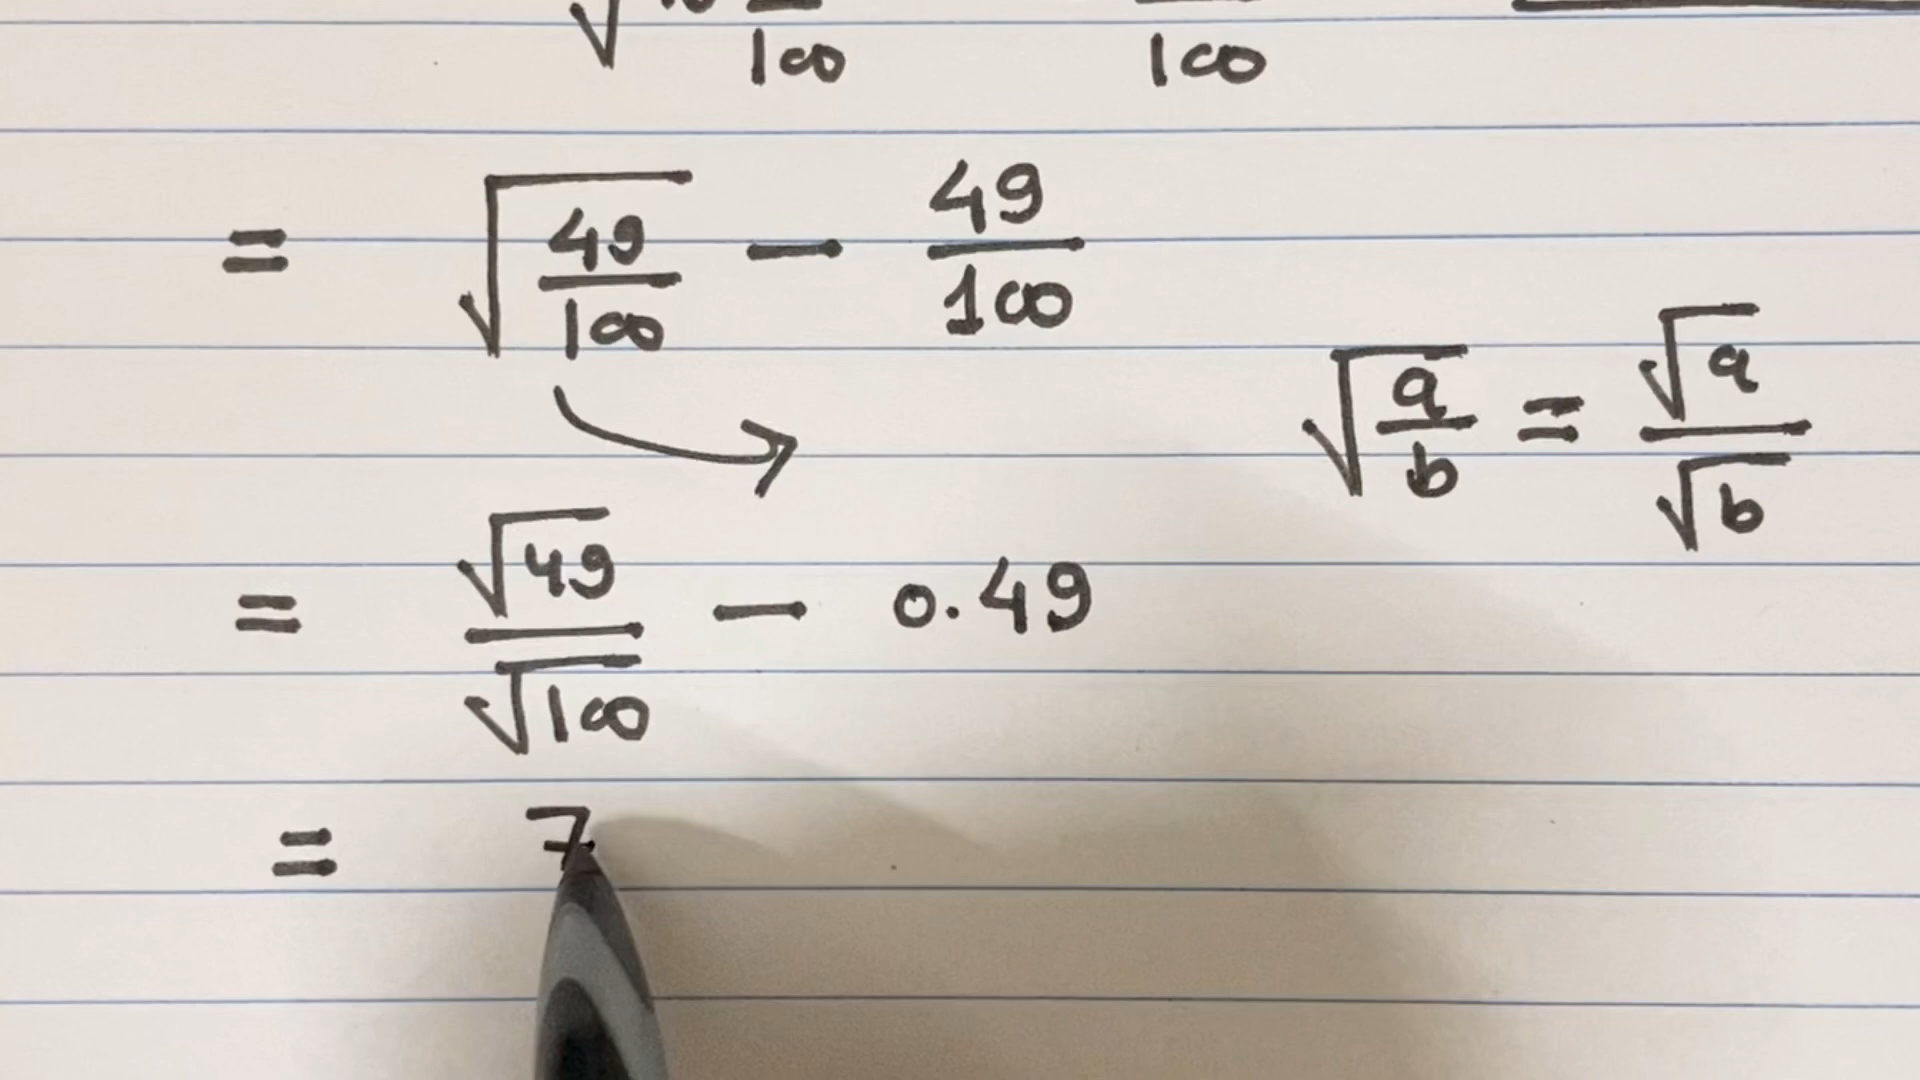 √ 100 100
= √(49/100) − 49/100
√(a/b) = √a/√b
= √49/√100 − 0.49
= 7